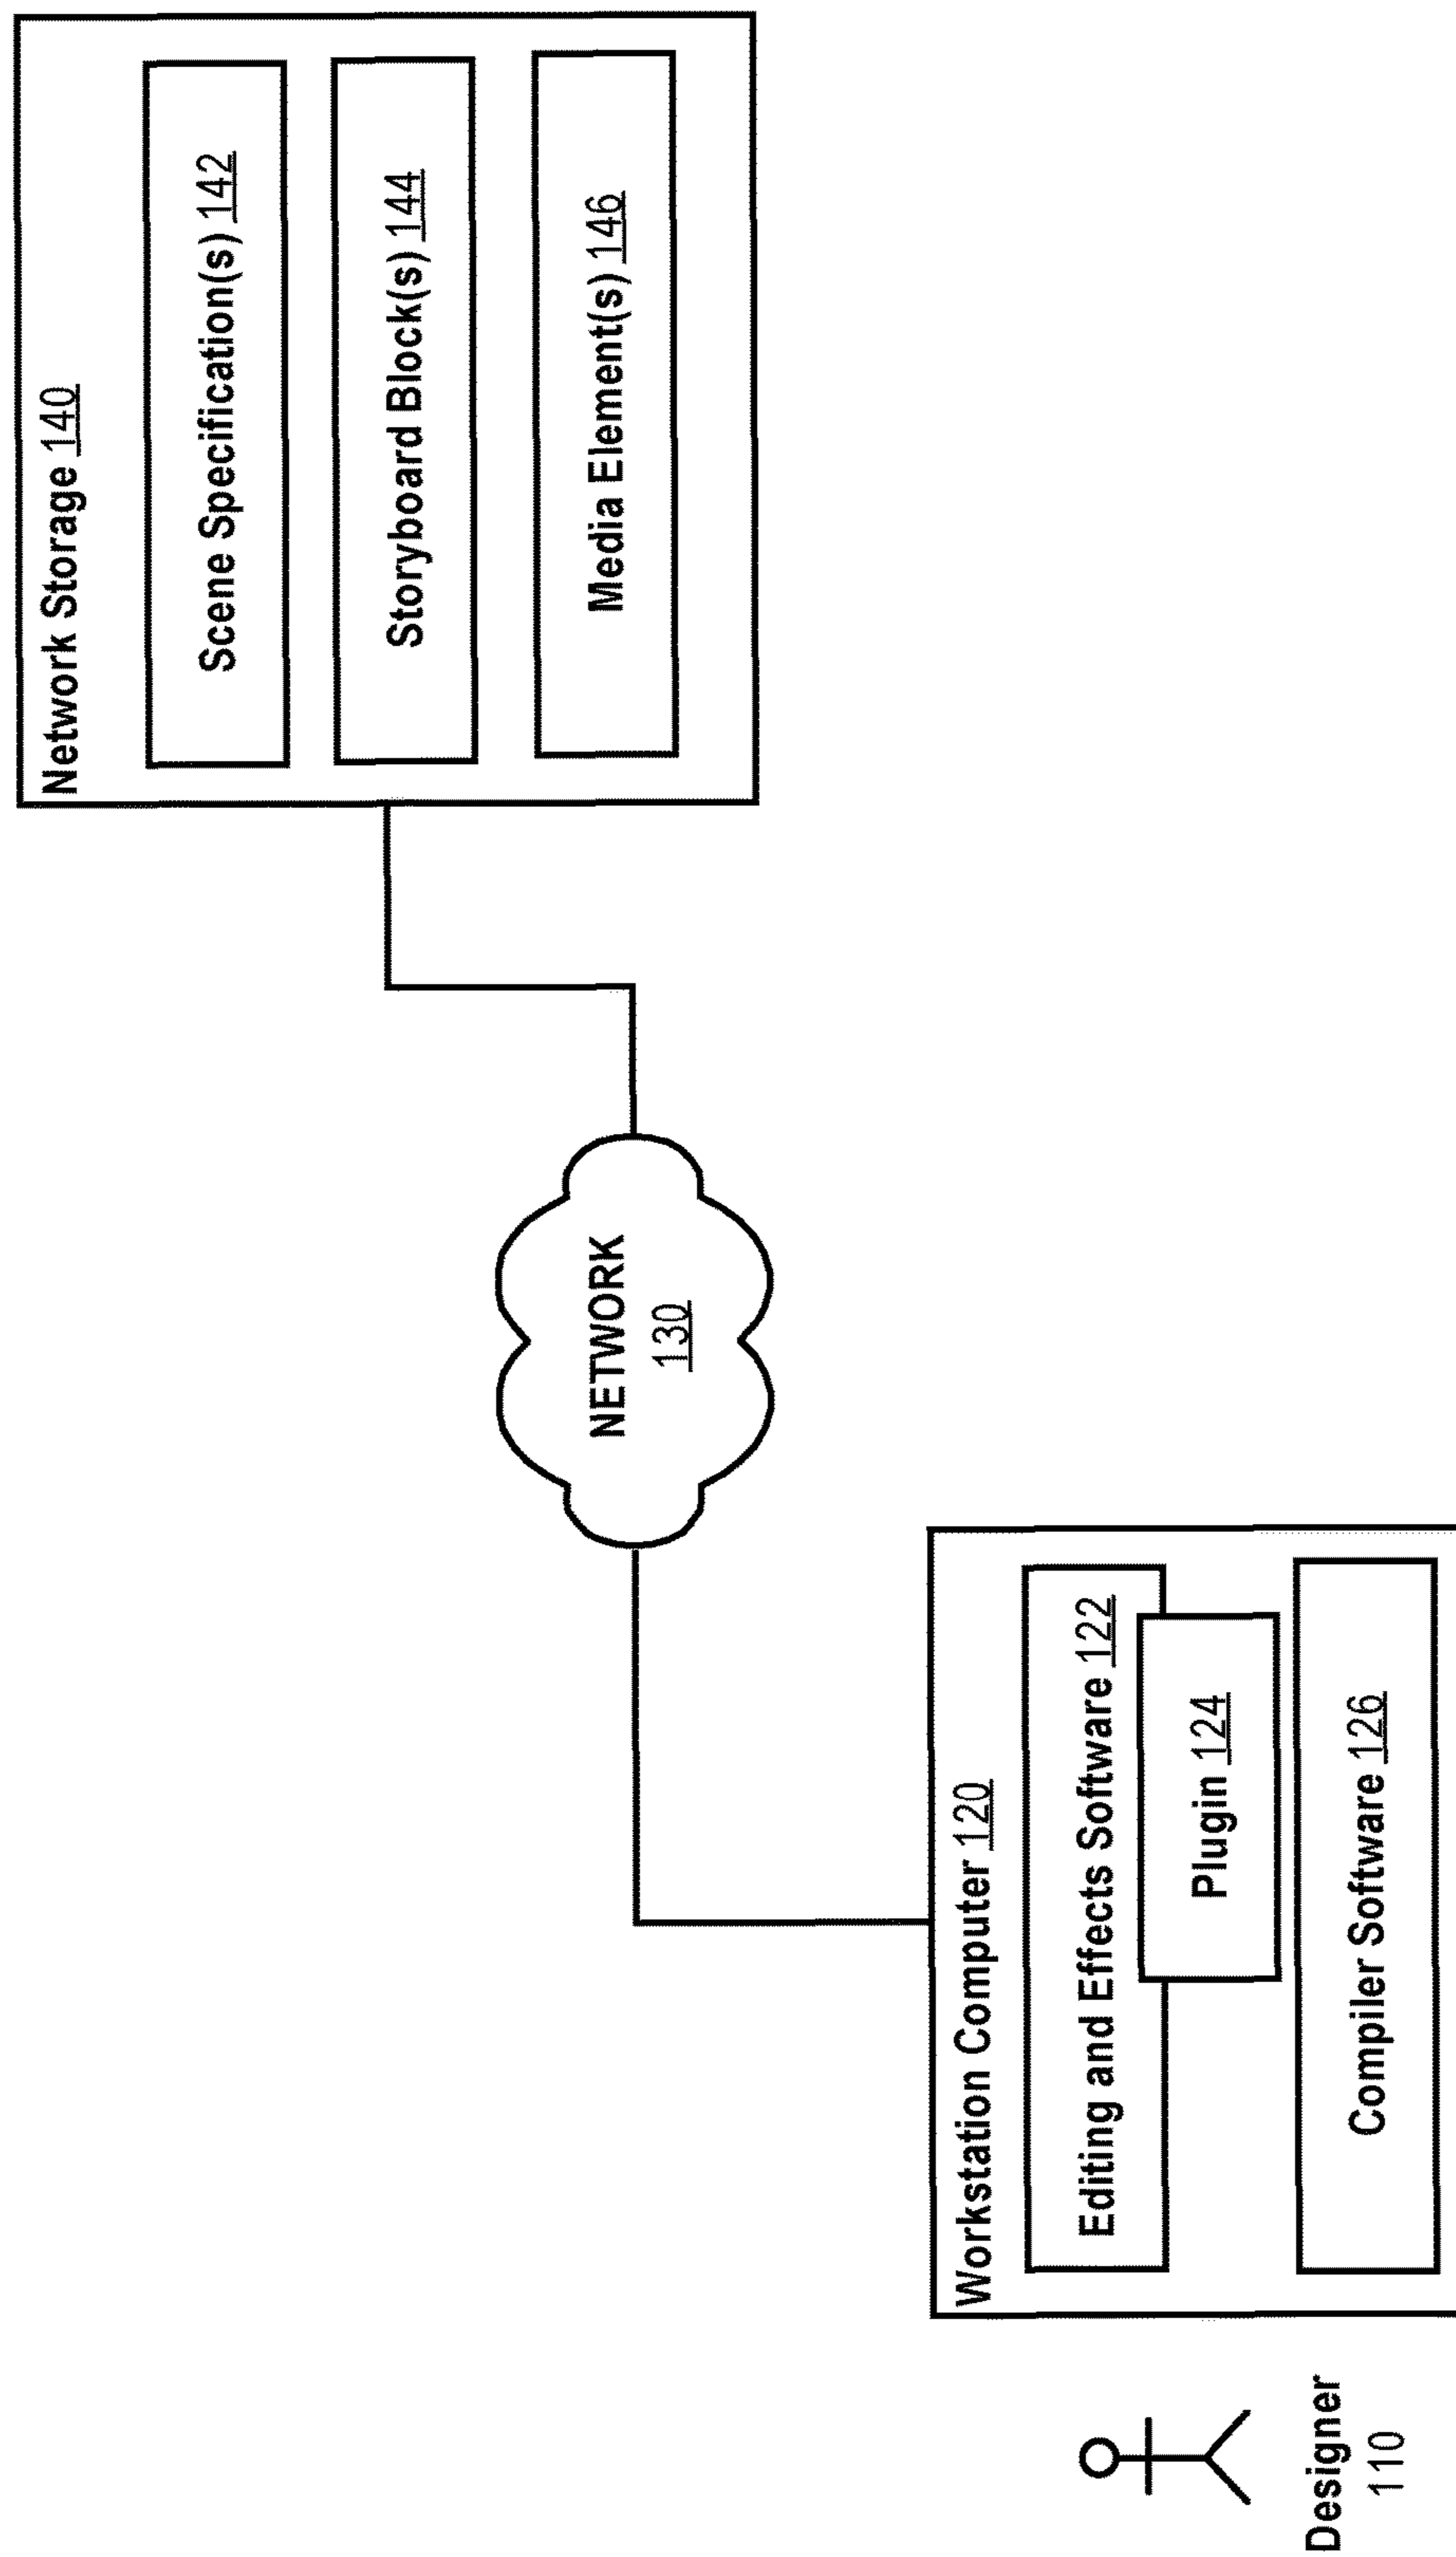 Network Storage 140
Scene Specification(s) 142
Storyboard Block(s) 144
Media Element(s) 146
NETWORK
130
Workstation Computer 120
Editing and Effects Software 122
Plugin 124
Compiler Software 126
Designer
110